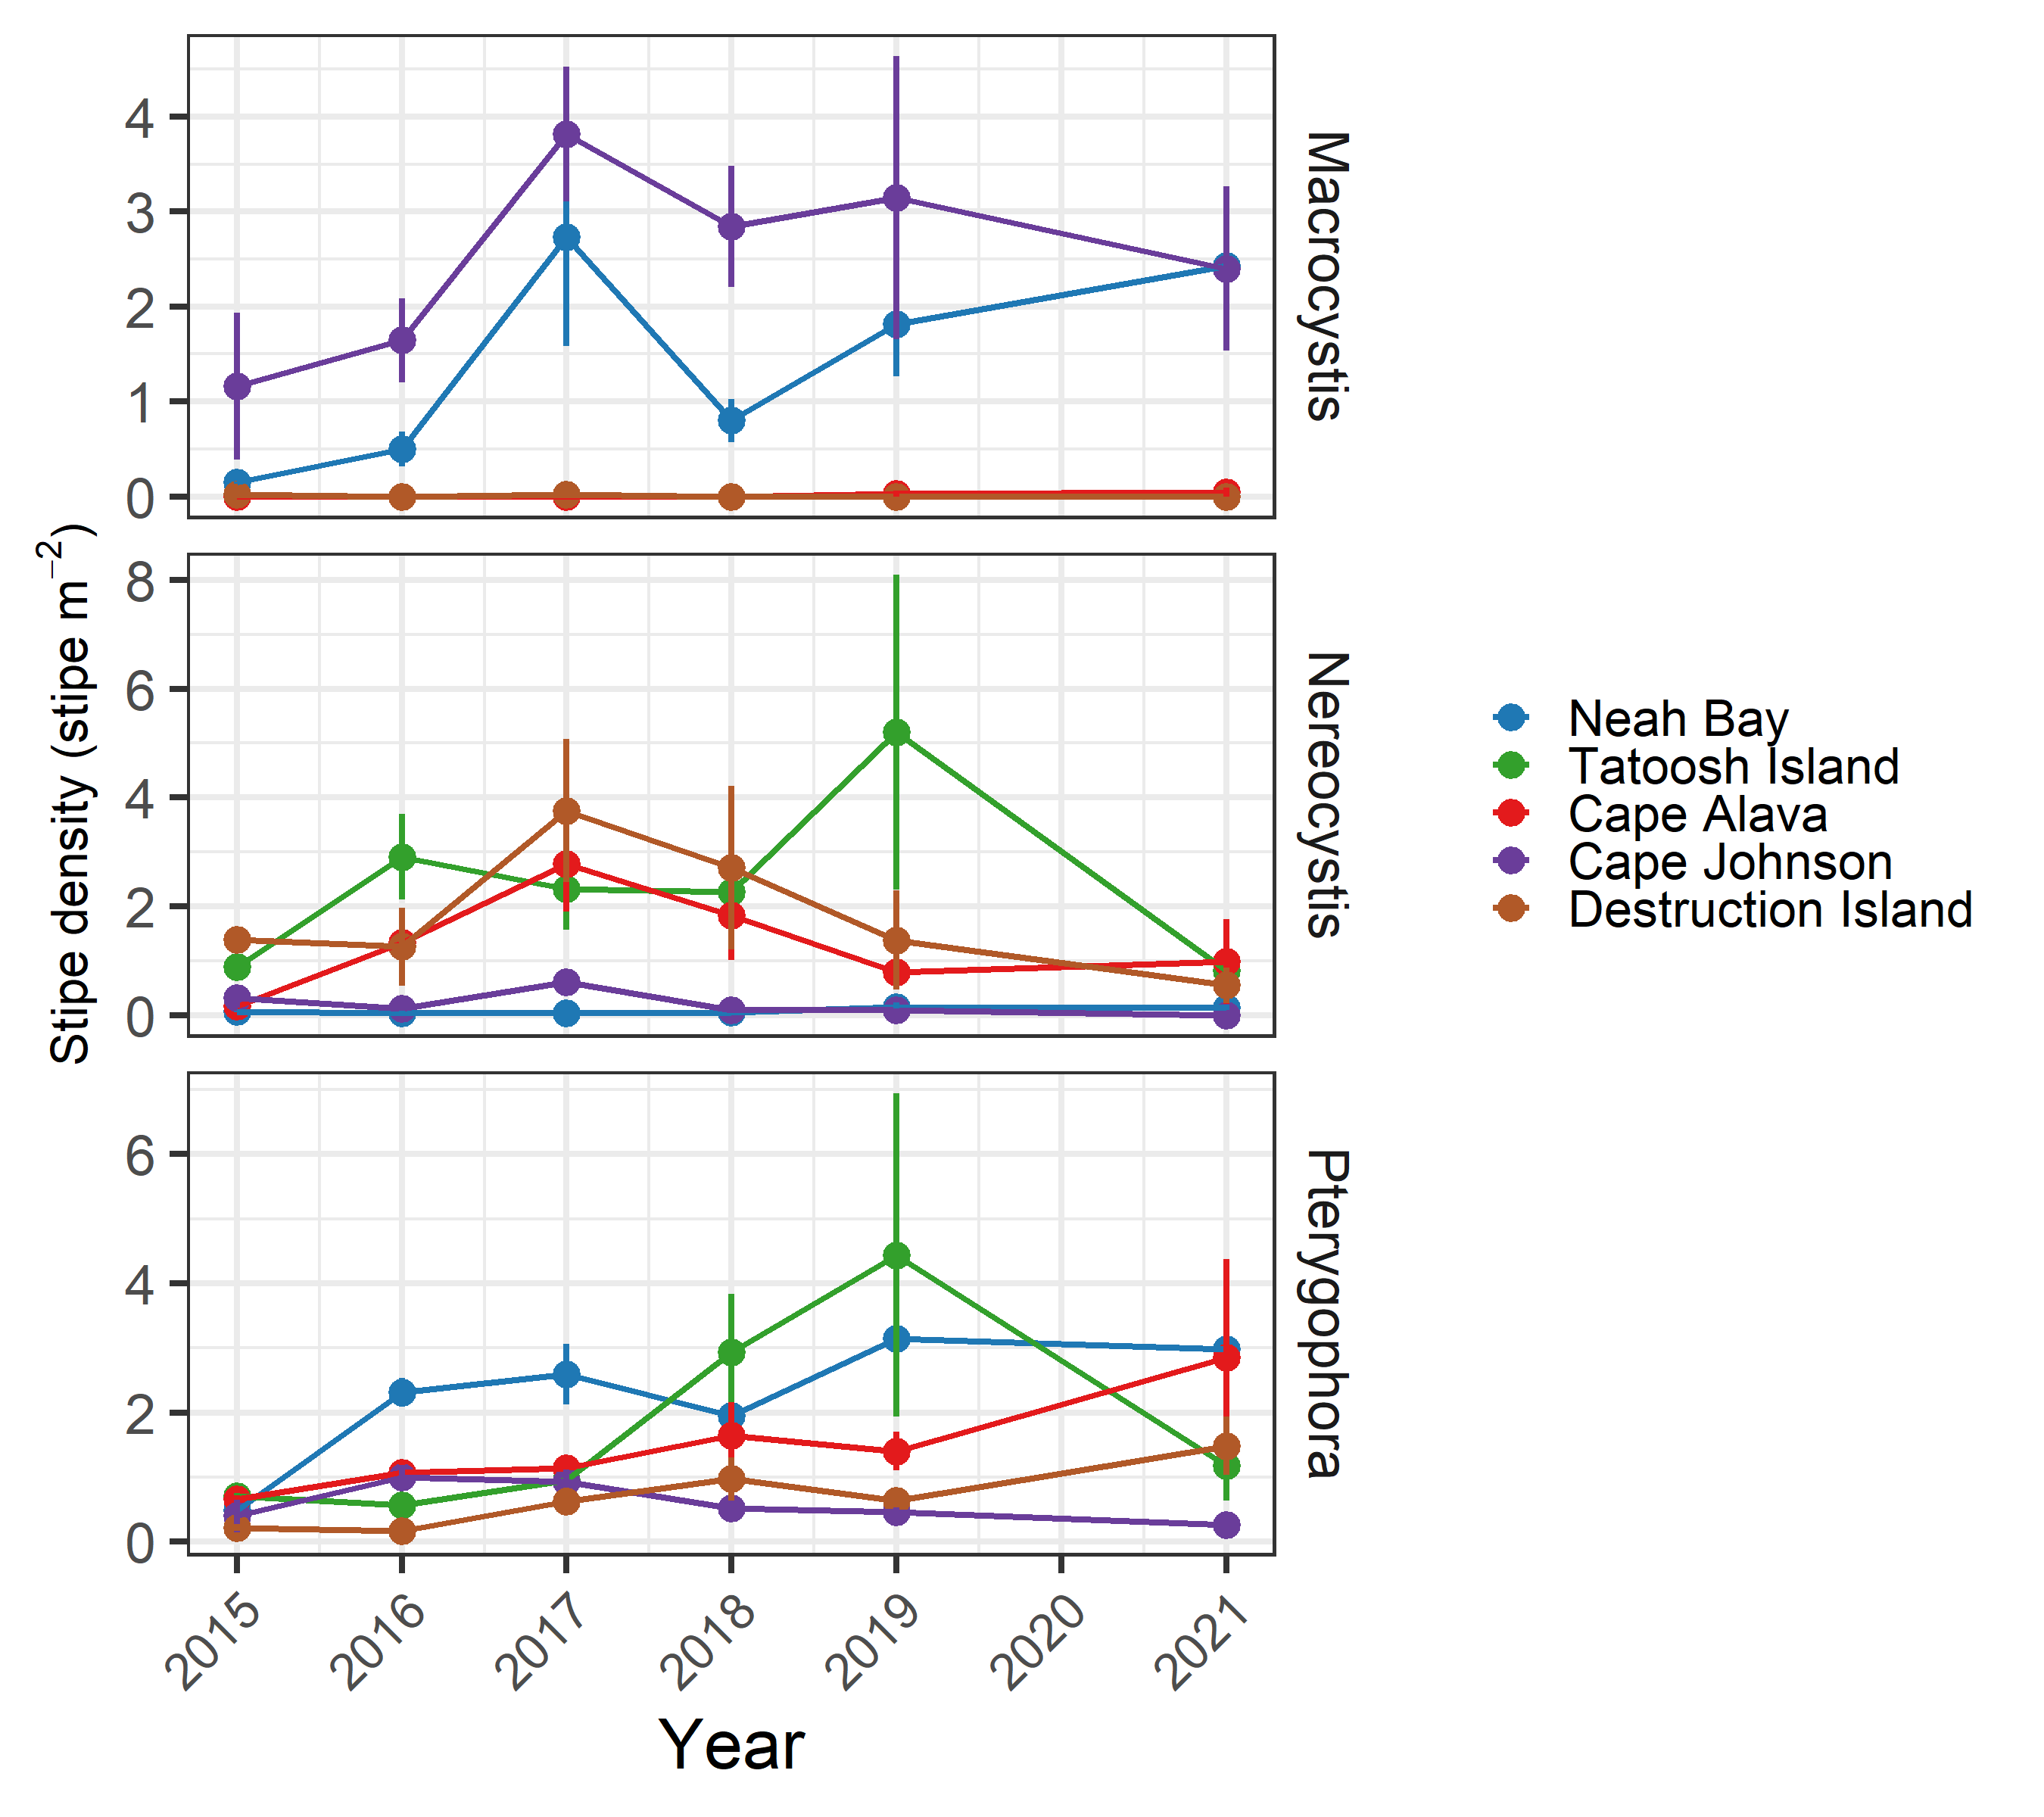 Stipe density (stipe m⁻²)
4
3
2
1
0
Macrocystis
8
6
4
2
0
Nereocystis
6
4
2
0
Pterygophora
2015
2016
2017
2018
2019
2020
2021
Year
Neah Bay
Tatoosh Island
Cape Alava
Cape Johnson
Destruction Island